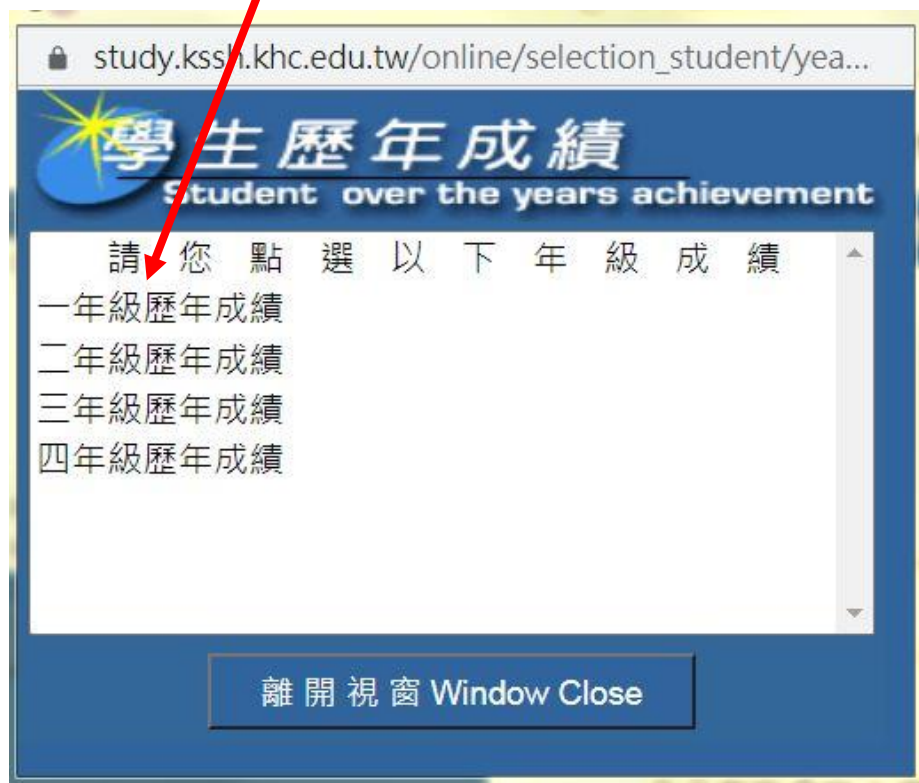 study.kssh.khc.edu.tw/online/selection_student/yea...
學生歷年成績
Student over the years achievement
請您點選以下年級成績
一年級歷年成績
二年級歷年成績
三年級歷年成績
四年級歷年成績
離開視窗 Window Close